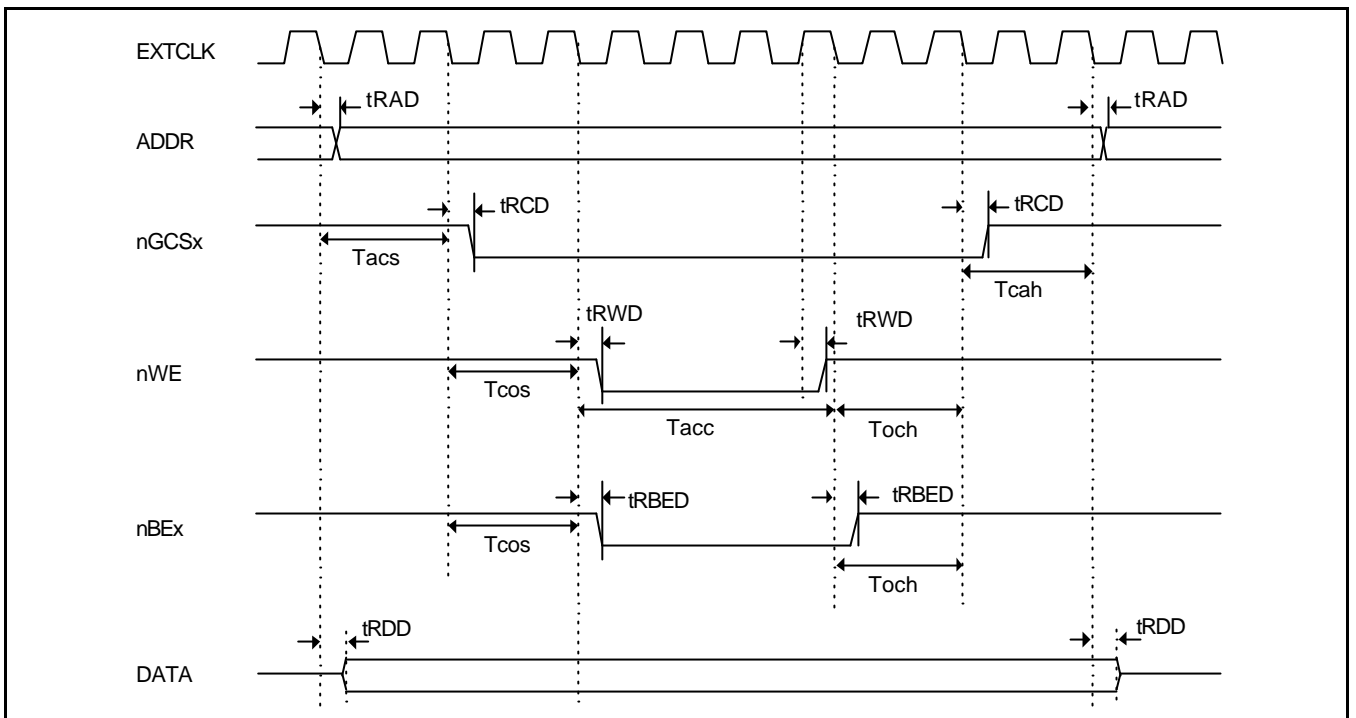 EXTCLK
tRAD
tRAD
ADDR
tRCD
tRCD
nGCSx
Tacs
Tcah
tRWD
tRWD
nWE
Tcos
Tacc
Toch
tRBED
tRBED
nBEx
Tcos
Toch
tRDD
tRDD
DATA